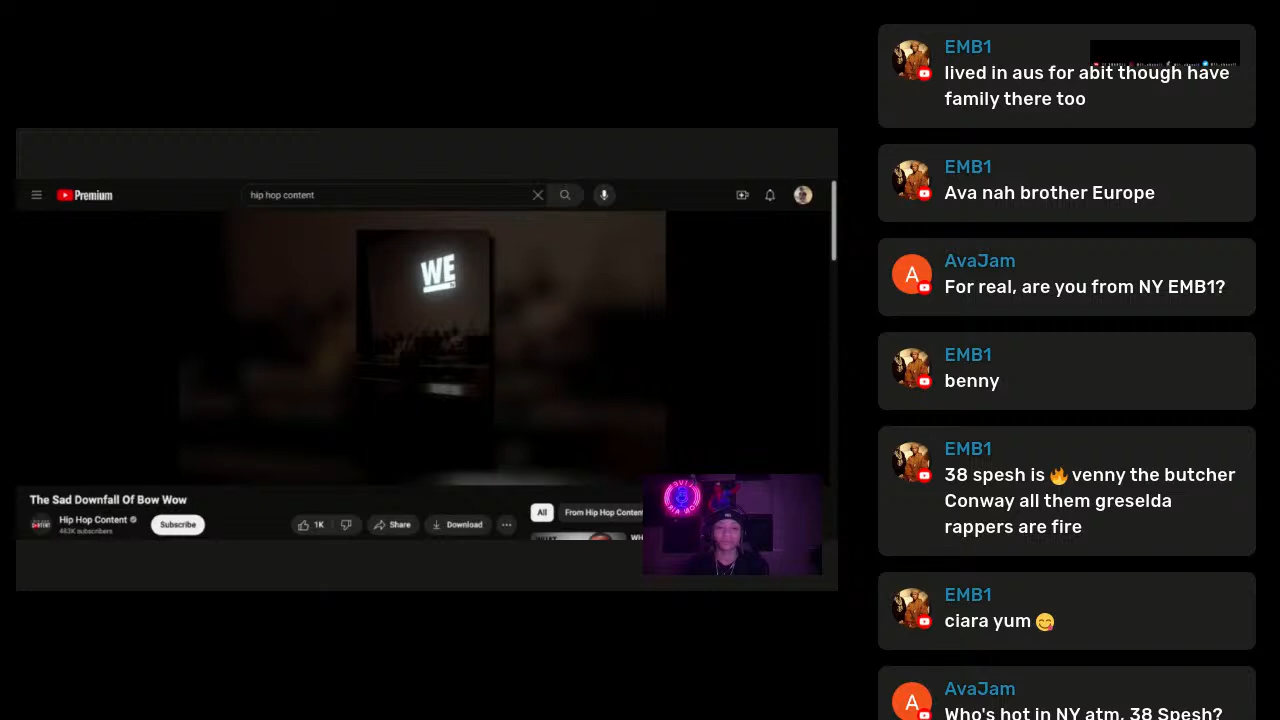 Premium
hip hop content
WE
The Sad Downfall Of Bow Wow
Hip Hop Content
Subscribe
1K
Share
Download
All
From Hip Hop Content
EMB1
lived in aus for abit though have
family there too
EMB1
Ava nah brother Europe
AvaJam
A
For real, are you from NY EMB1?
EMB1
benny
EMB1
38 spesh is 🔥 venny the butcher
Conway all them greselda
rappers are fire
EMB1
ciara yum 😋
AvaJam
A
Who's hot in NY atm, 38 Spesh?